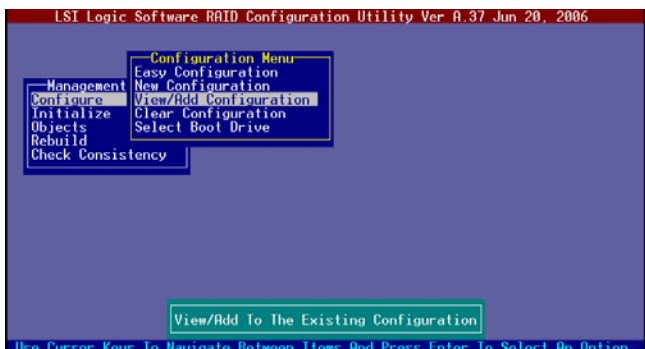 LSI Logic Software RAID Configuration Utility Ver A.37 Jun 20, 2006
Configuration Menu
Easy Configuration
New Configuration
View/Add Configuration
Clear Configuration
Select Boot Drive
Management
Configure
Initialize
Objects
Rebuild
Check Consistency
View/Add To The Existing Configuration
Use Cursor Keys To Navigate Between Items And Press Enter To Select An Option